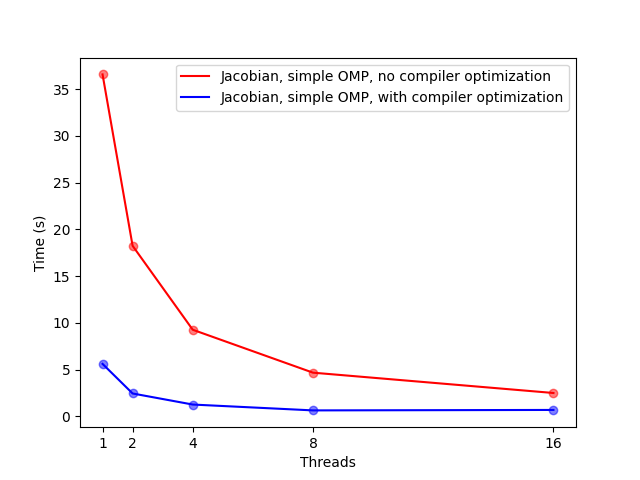 Jacobian, simple OMP, no compiler optimization
Jacobian, simple OMP, with compiler optimization
Time (s)
35
30
25
20
15
10
5
0
1 2 4 8 16
Threads